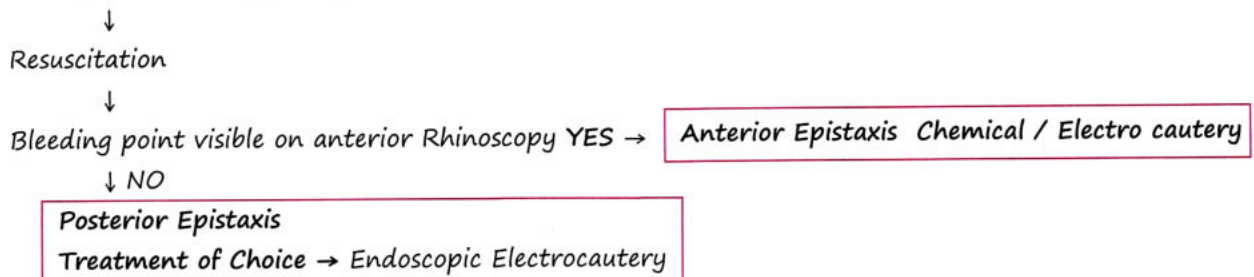 ↓
Resuscitation
↓
Bleeding point visible on anterior Rhinoscopy YES → Anterior Epistaxis Chemical / Electro cautery
↓ NO
Posterior Epistaxis
Treatment of Choice → Endoscopic Electrocautery